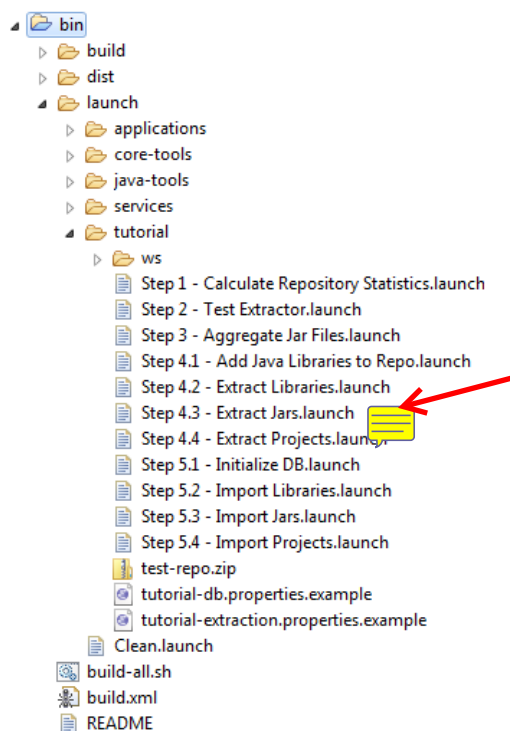 bin
build
dist
launch
applications
core-tools
java-tools
services
tutorial
ws
Step 1 - Calculate Repository Statistics.launch
Step 2 - Test Extractor.launch
Step 3 - Aggregate Jar Files.launch
Step 4.1 - Add Java Libraries to Repo.launch
Step 4.2 - Extract Libraries.launch
Step 4.3 - Extract Jars.launch
Step 4.4 - Extract Projects.launch
Step 5.1 - Initialize DB.launch
Step 5.2 - Import Libraries.launch
Step 5.3 - Import Jars.launch
Step 5.4 - Import Projects.launch
test-repo.zip
tutorial-db.properties.example
tutorial-extraction.properties.example
Clean.launch
build-all.sh
build.xml
README